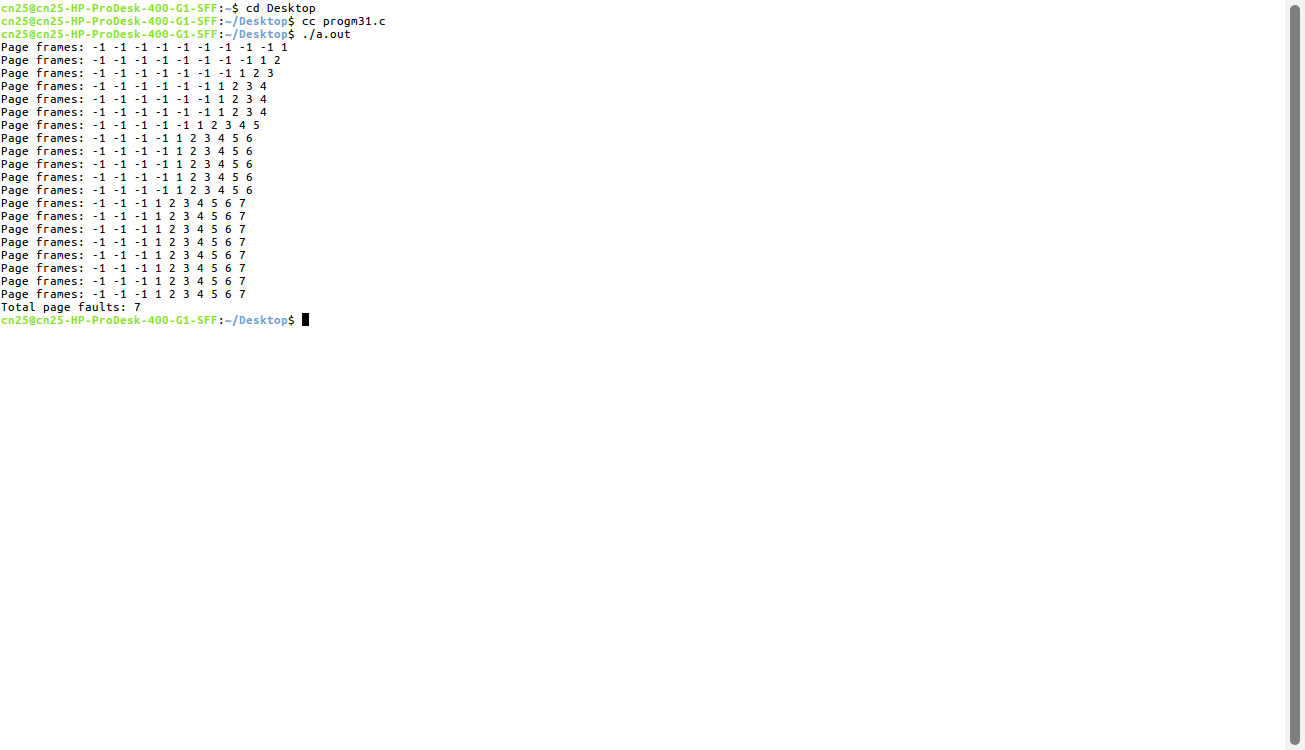 cn25@cn25-HP-ProDesk-400-G1-SFF:~$ cd Desktop
cn25@cn25-HP-ProDesk-400-G1-SFF:~/Desktop$ cc progm31.c
cn25@cn25-HP-ProDesk-400-G1-SFF:~/Desktop$ ./a.out
Page frames: -1 -1 -1 -1 -1 -1 -1 -1 -1 1
Page frames: -1 -1 -1 -1 -1 -1 -1 -1 1 2
Page frames: -1 -1 -1 -1 -1 -1 -1 1 2 3
Page frames: -1 -1 -1 -1 -1 -1 1 2 3 4
Page frames: -1 -1 -1 -1 -1 -1 1 2 3 4
Page frames: -1 -1 -1 -1 -1 -1 1 2 3 4
Page frames: -1 -1 -1 -1 -1 1 2 3 4 5
Page frames: -1 -1 -1 -1 1 2 3 4 5 6
Page frames: -1 -1 -1 -1 1 2 3 4 5 6
Page frames: -1 -1 -1 -1 1 2 3 4 5 6
Page frames: -1 -1 -1 -1 1 2 3 4 5 6
Page frames: -1 -1 -1 -1 1 2 3 4 5 6
Page frames: -1 -1 -1 1 2 3 4 5 6 7
Page frames: -1 -1 -1 1 2 3 4 5 6 7
Page frames: -1 -1 -1 1 2 3 4 5 6 7
Page frames: -1 -1 -1 1 2 3 4 5 6 7
Page frames: -1 -1 -1 1 2 3 4 5 6 7
Page frames: -1 -1 -1 1 2 3 4 5 6 7
Page frames: -1 -1 -1 1 2 3 4 5 6 7
Page frames: -1 -1 -1 1 2 3 4 5 6 7
Total page faults: 7
cn25@cn25-HP-ProDesk-400-G1-SFF:~/Desktop$